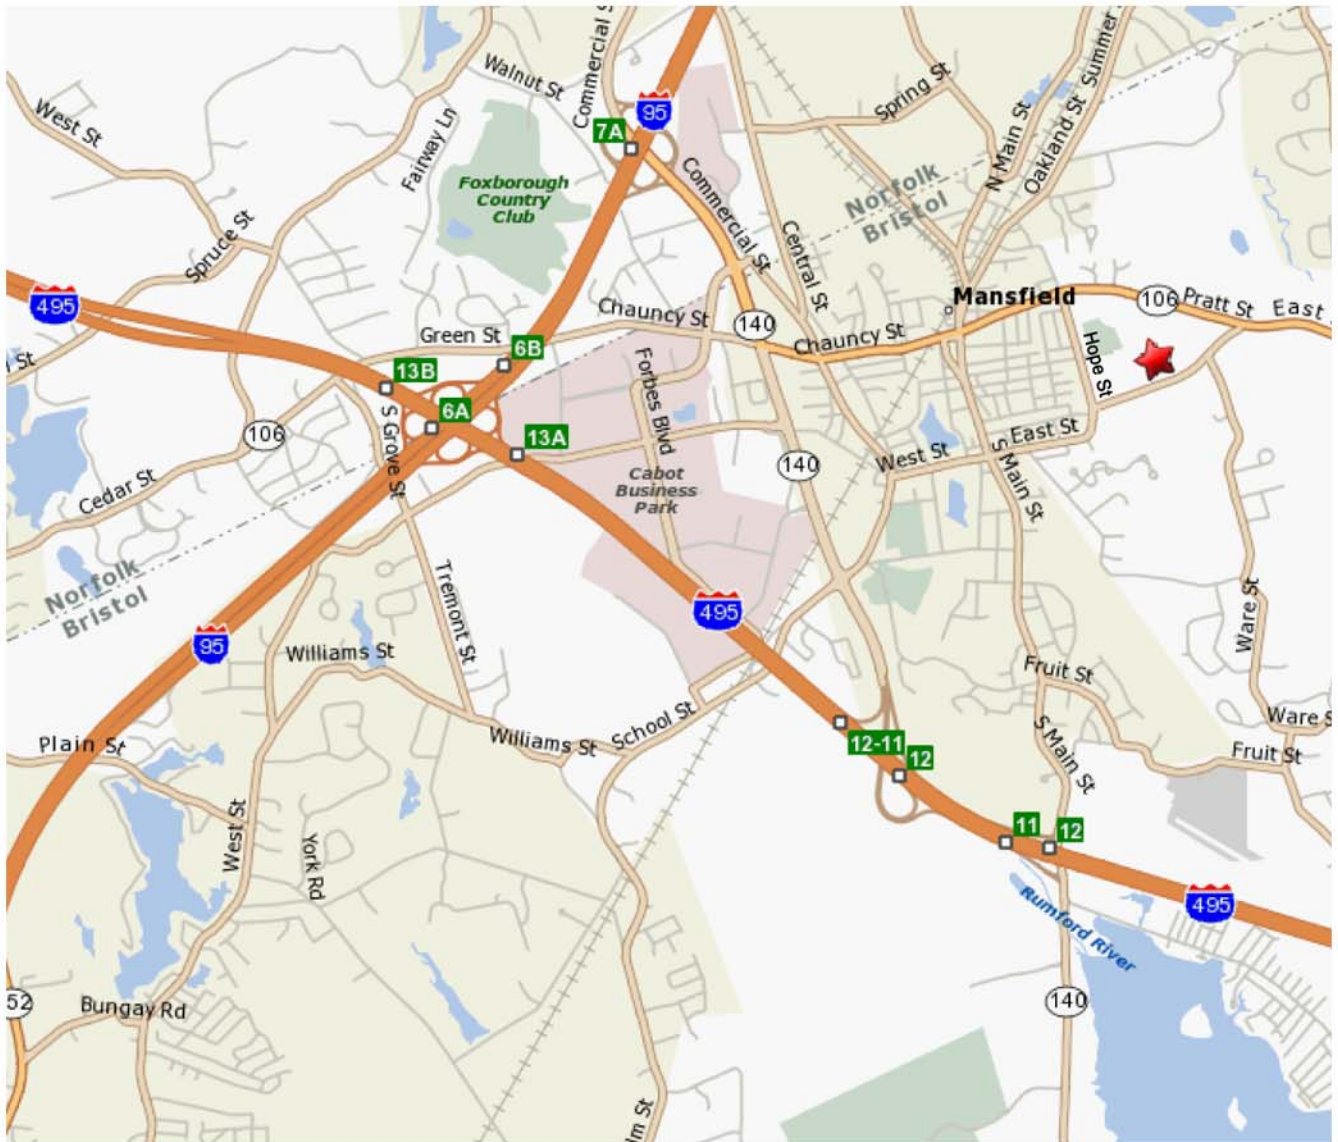 Commercial S
Walnut St
West St
Fairway Ln
7A
95
Spring St
N Main St
Oakland St
Summer
Foxborough
Country
Club
Commercial St
Norfolk
Bristol
Central St
Spruce St
495
Mansfield
106
Pratt St
East
Chauncy St
140
Chauncy St
Green St
6B
Forbes Blvd
Hope St
St
13B
6A
13A
S Grove St
106
East St
West St
S Main St
140
Cabot
Business
Park
Cedar St
Norfolk
Bristol
Tremont St
495
95
Ware St
Williams St
Fruit St
Ware S
School St
Williams St
Plain St
S Main St
12-11
12
Fruit St
West St
York Rd
11
12
495
Rumford River
52
Bungay Rd
140
lm St